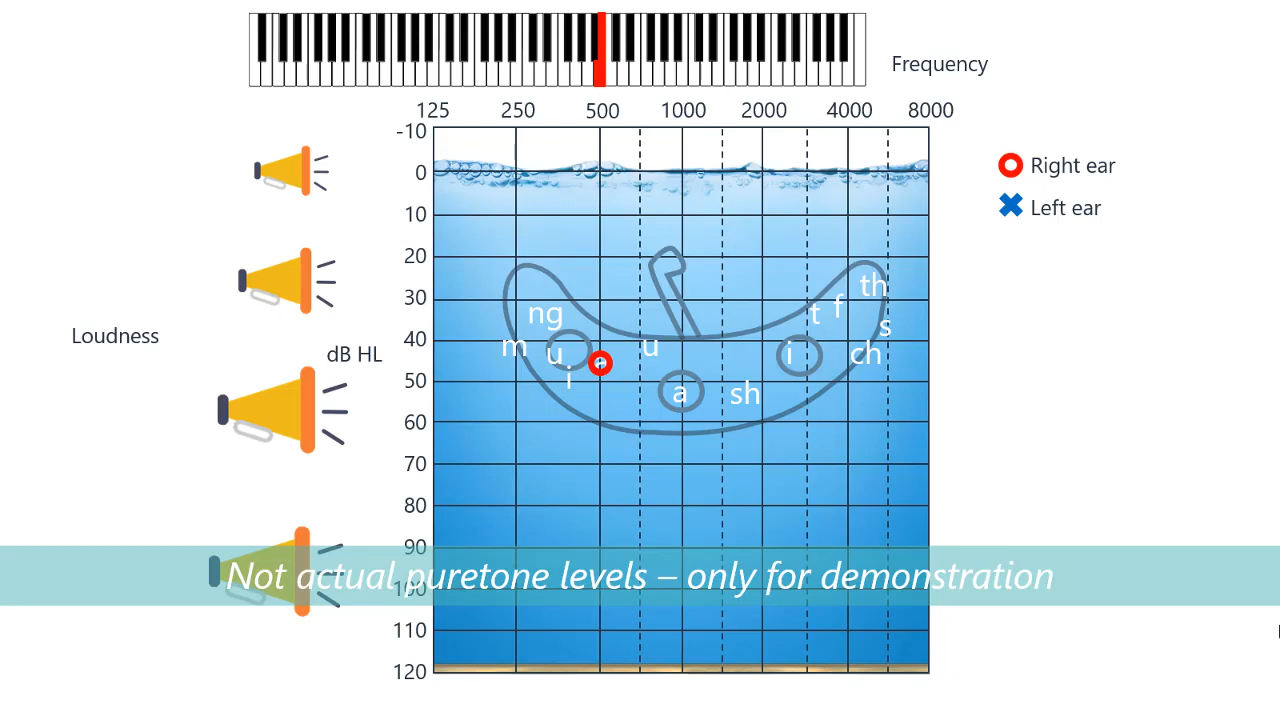 Frequency
125 250 500 1000 2000 4000 8000
-10
0
10
20
30
40
50
60
70
80
90
100
110
120
Loudness
dB HL
Right ear
Left ear
th
t f
ng
s
m u u i ch
i
a sh
Not actual puretone levels – only for demonstration